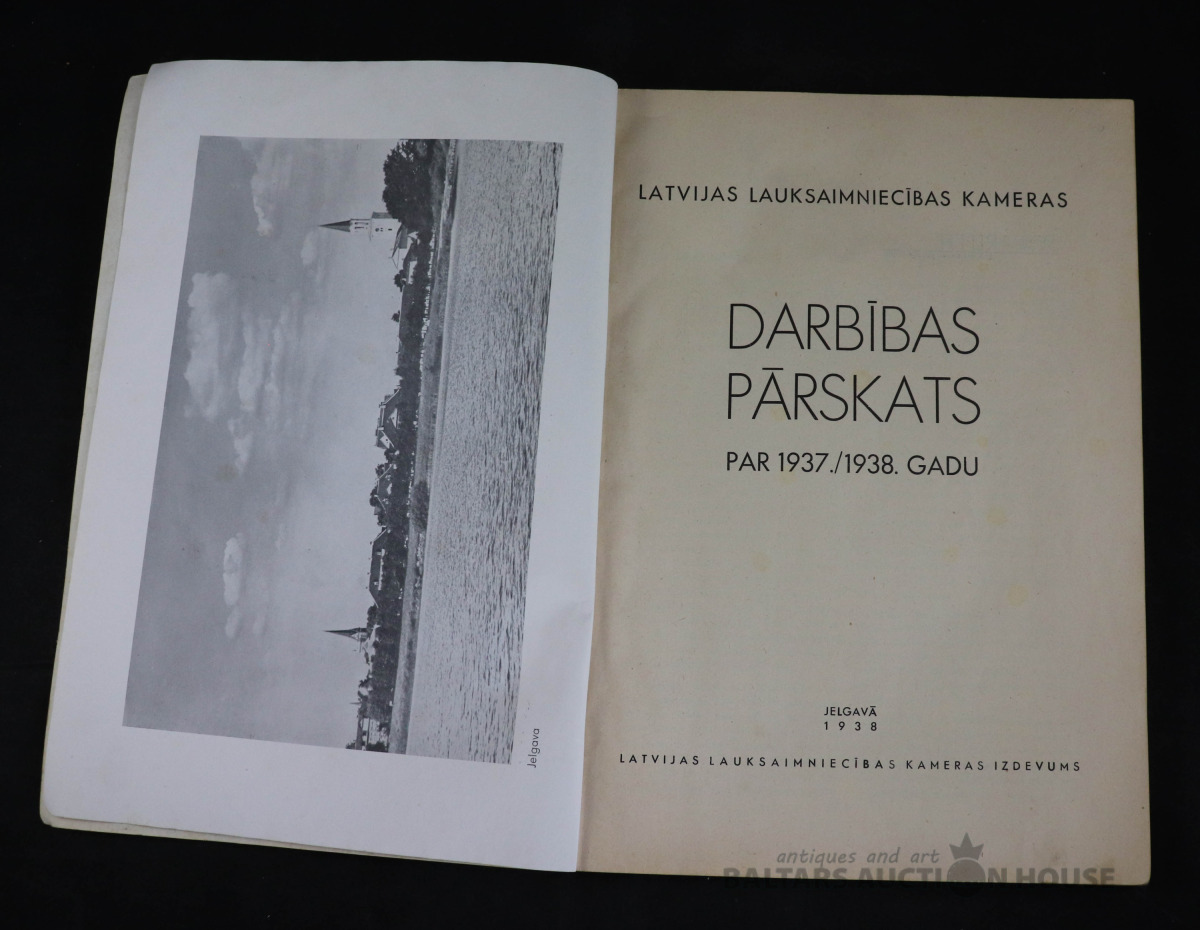 Jelgava
LATVIJAS LAUKSAIMNIECĪBAS KAMERAS
DARBĪBAS
PĀRSKATS
PAR 1937./1938. GADU
JELGAVĀ
1938
LATVIJAS LAUKSAIMNIECĪBAS KAMERAS IZDEVUMS
antiques and art
BALTARS AUCTION HOUSE